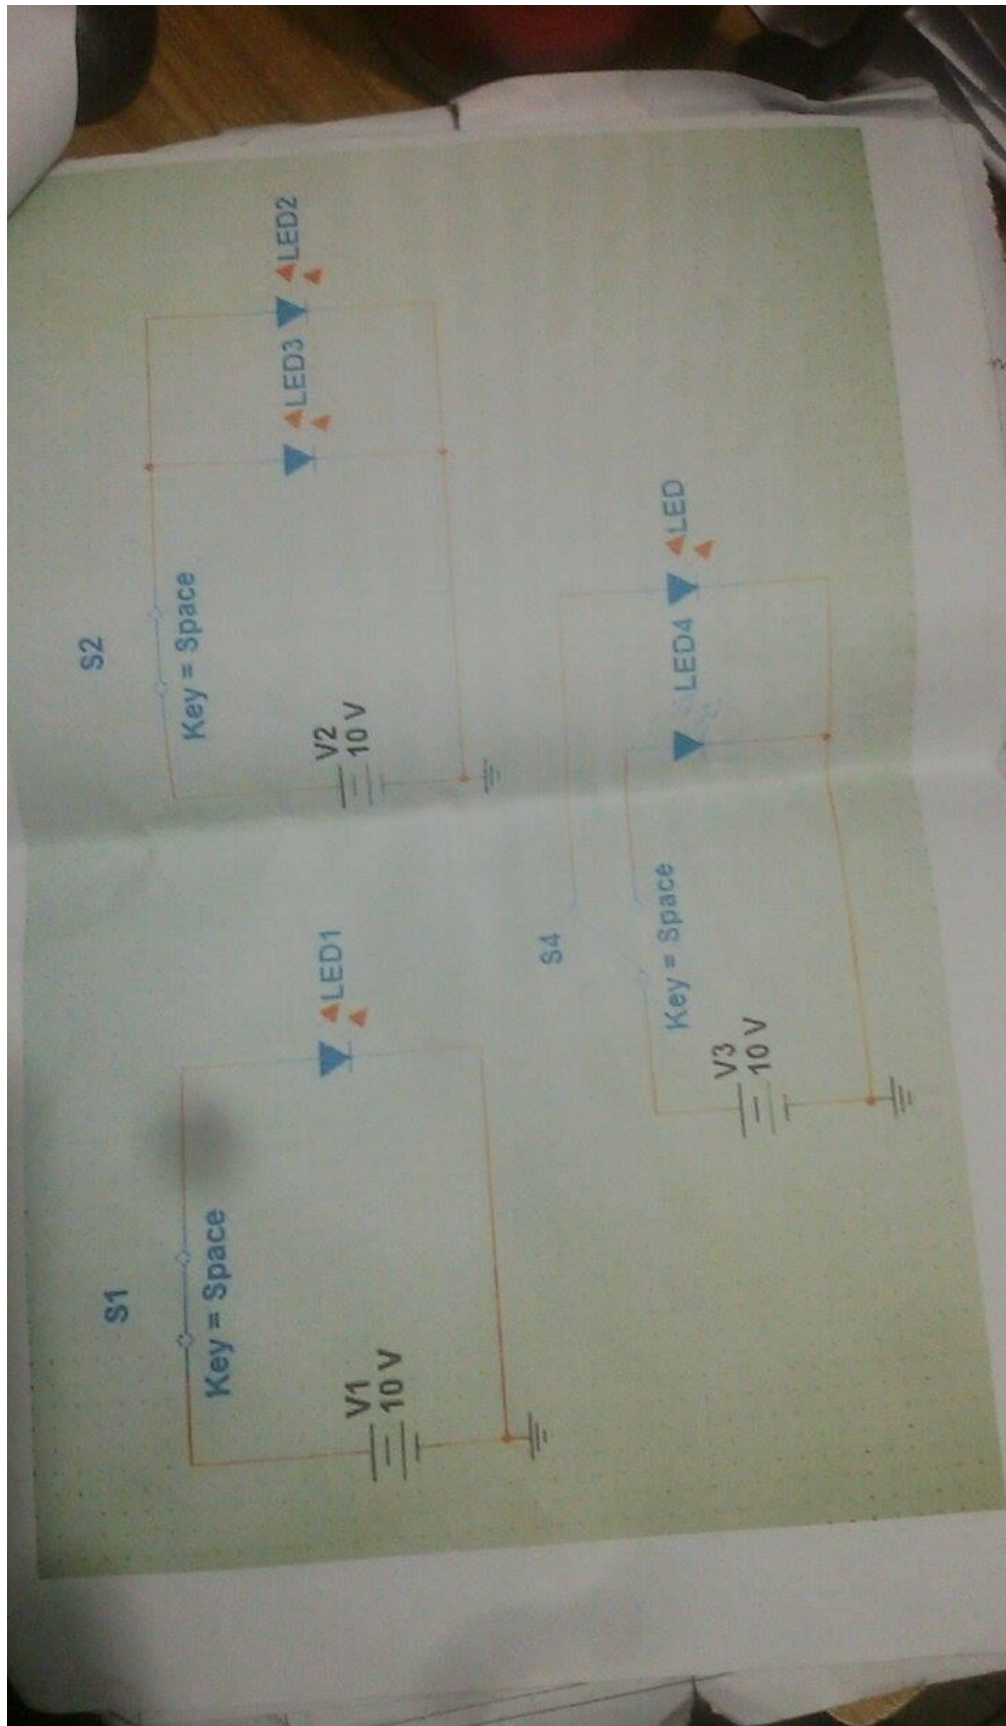 S1
Key = Space
V1
10 V
LED1
S2
Key = Space
V2
10 V
LED3
LED2
S4
Key = Space
V3
10 V
LED4
LED